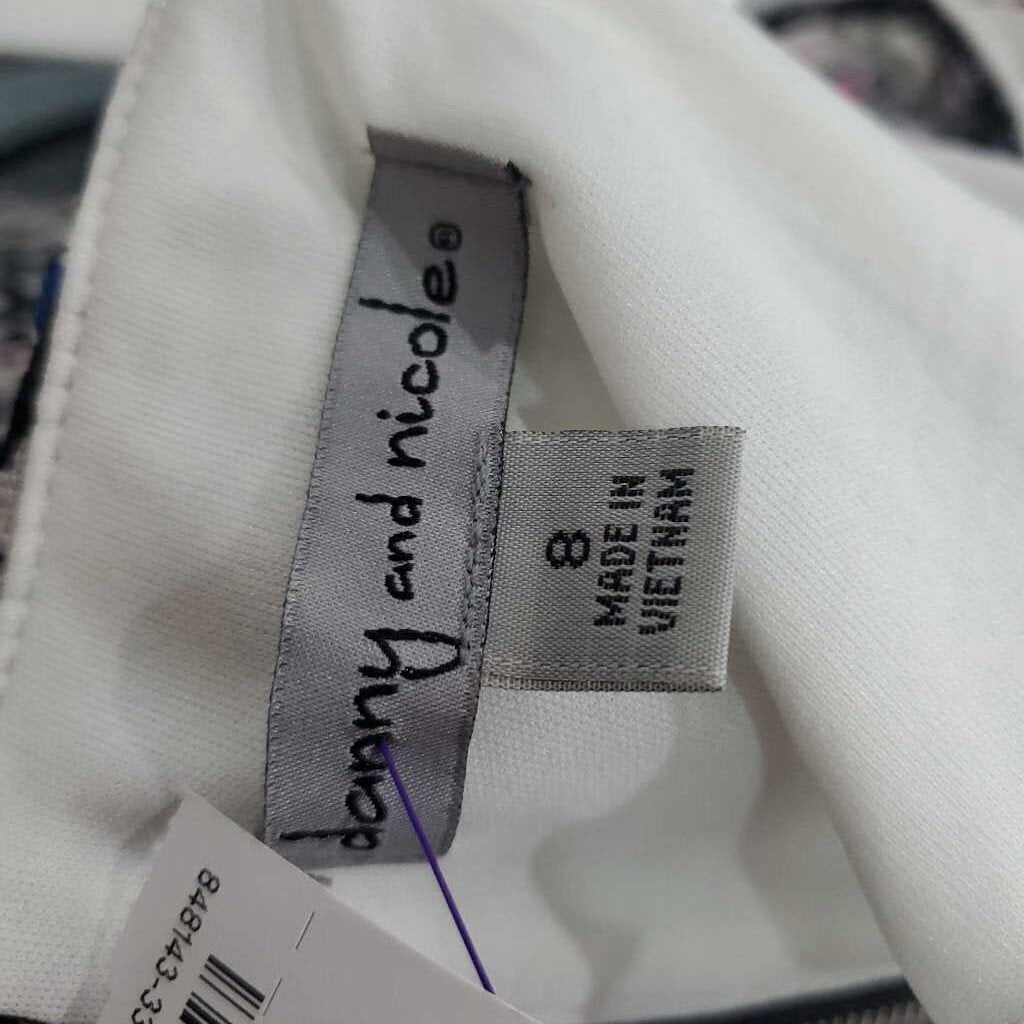 danny and nicole®
8
MADE IN
VIETNAM
848143-33